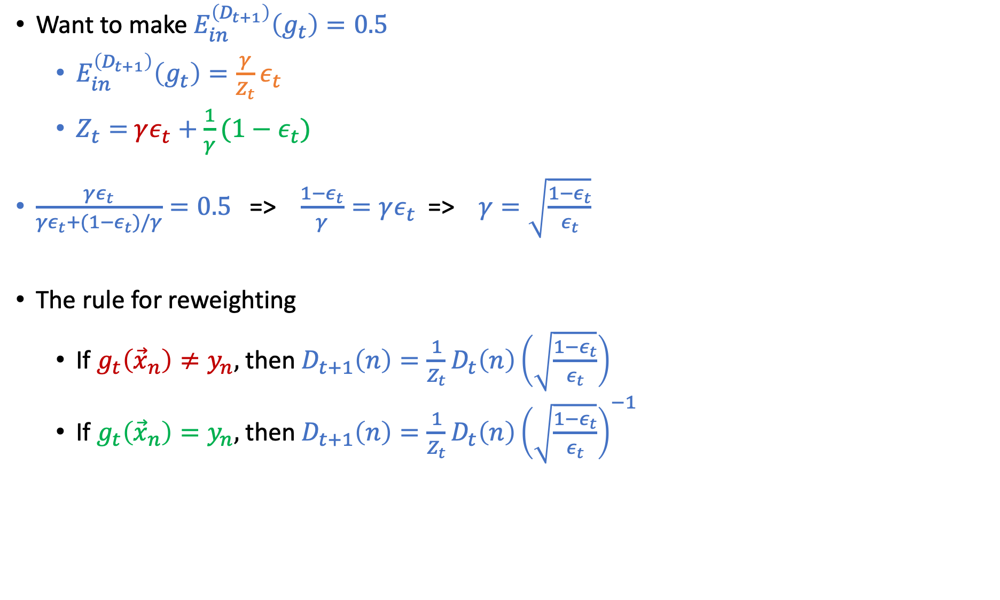 • Want to make $E_{in}^{(D_{t+1})}(g_t) = 0.5$
• $E_{in}^{(D_{t+1})}(g_t) = \frac{\gamma}{Z_t} \epsilon_t$
• $Z_t = \gamma\epsilon_t + \frac{1}{\gamma}(1 - \epsilon_t)$
• $\frac{\gamma\epsilon_t}{\gamma\epsilon_t+(1-\epsilon_t)/\gamma} = 0.5$ => $\frac{1-\epsilon_t}{\gamma} = \gamma\epsilon_t$ => $\gamma = \sqrt{\frac{1-\epsilon_t}{\epsilon_t}}$
• The rule for reweighting
• If $g_t(\vec{x}_n) \neq y_n$, then $D_{t+1}(n) = \frac{1}{Z_t} D_t(n) \left(\sqrt{\frac{1-\epsilon_t}{\epsilon_t}}\right)$
• If $g_t(\vec{x}_n) = y_n$, then $D_{t+1}(n) = \frac{1}{Z_t} D_t(n) \left(\sqrt{\frac{1-\epsilon_t}{\epsilon_t}}\right)^{-1}$